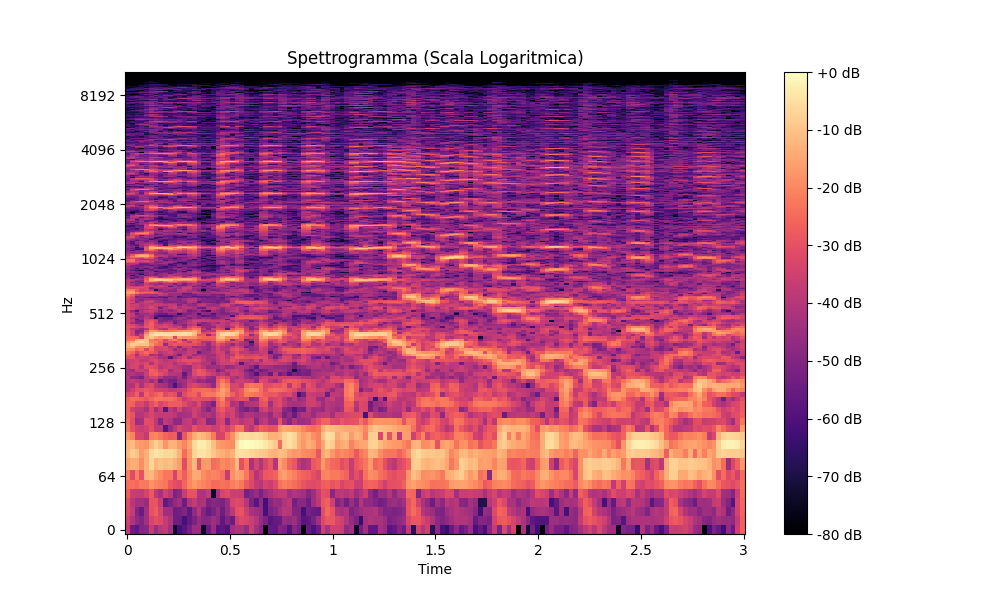 Spettrogramma (Scala Logaritmica)
+0 dB
8192
-10 dB
4096
-20 dB
2048
-30 dB
1024
-40 dB
Hz
512
-50 dB
256
-60 dB
128
-70 dB
64
0
-80 dB
0 0.5 1 1.5 2 2.5 3
Time